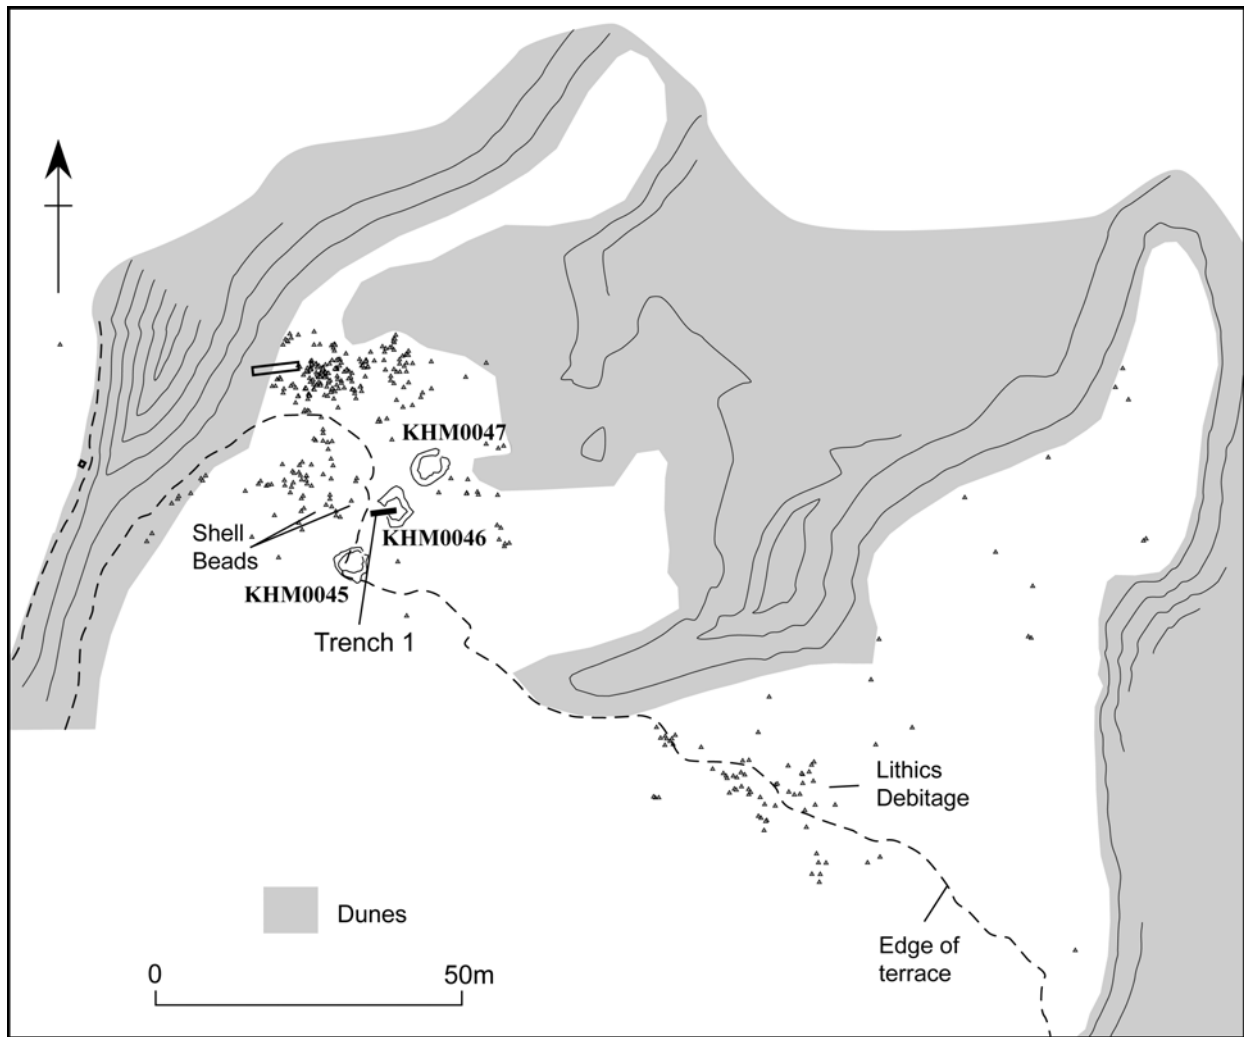 KHM0047
Shell
Beads
KHM0046
KHM0045
Trench 1
Lithics
Debitage
Dunes
Edge of
terrace
0
50m